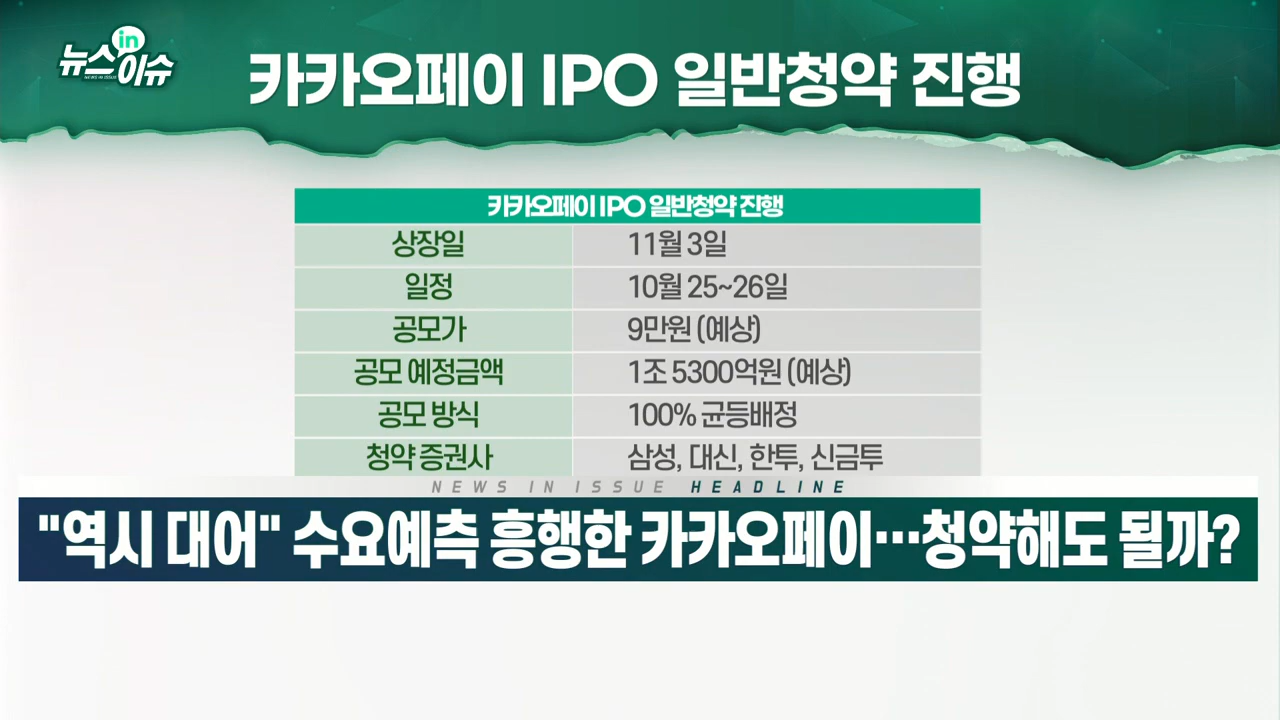 뉴스in이슈
NEWS IN ISSUE
카카오페이 IPO 일반청약 진행
카카오페이 IPO 일반청약 진행
상장일 11월 3일
일정 10월 25~26일
공모가 9만원 (예상)
공모 예정금액 1조 5300억원 (예상)
공모 방식 100% 균등배정
청약 증권사 삼성, 대신, 한투, 신금투
NEWS IN ISSUE HEADLINE
"역시 대어" 수요예측 흥행한 카카오페이…청약해도 될까?